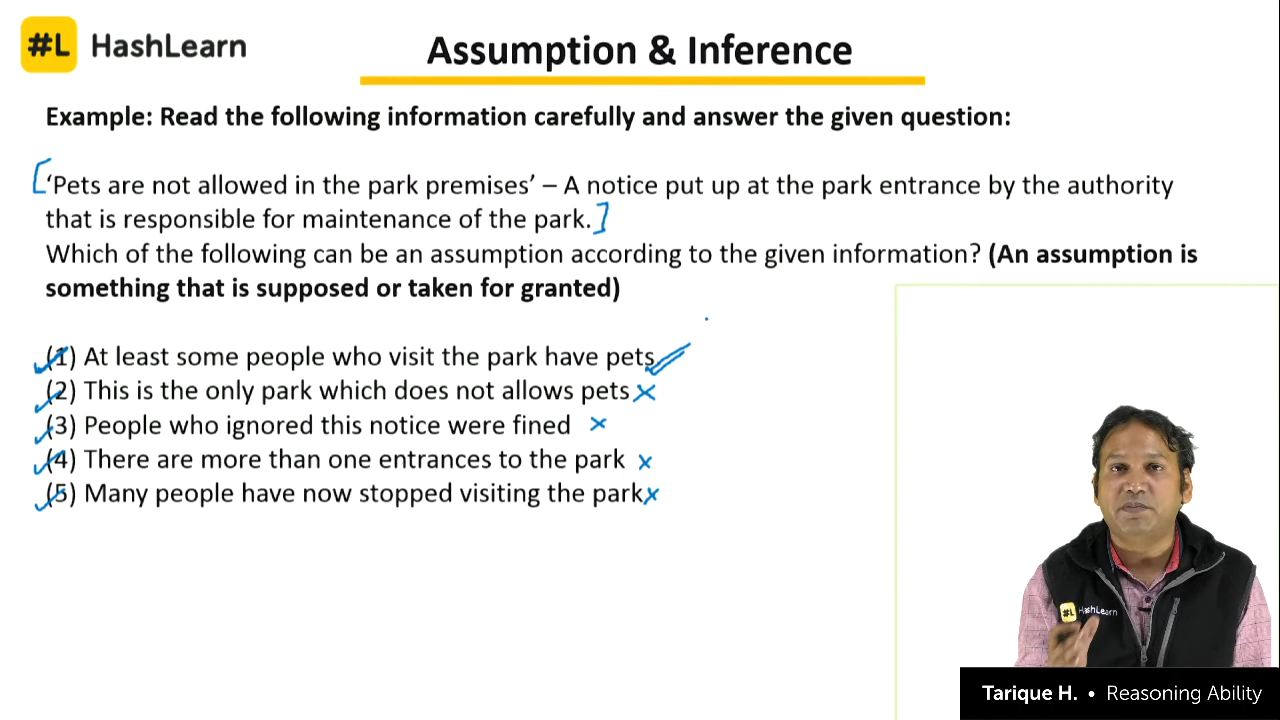 #L HashLearn
Assumption & Inference
Example: Read the following information carefully and answer the given question:
‘Pets are not allowed in the park premises’ – A notice put up at the park entrance by the authority
that is responsible for maintenance of the park.
Which of the following can be an assumption according to the given information? (An assumption is
something that is supposed or taken for granted)
(1) At least some people who visit the park have pets
(2) This is the only park which does not allows pets
(3) People who ignored this notice were fined
(4) There are more than one entrances to the park
(5) Many people have now stopped visiting the park
#L HashLearn
Tarique H. • Reasoning Ability